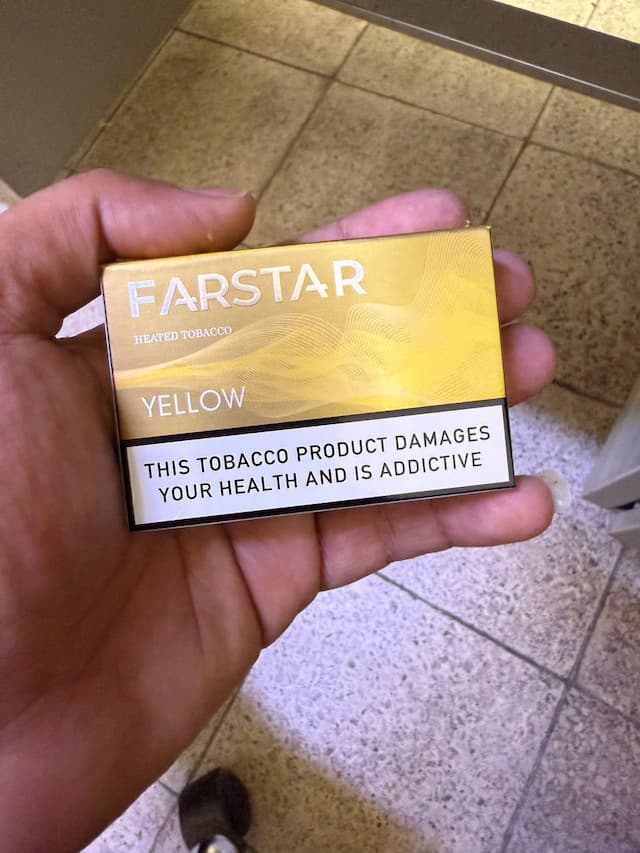 FARSTAR
HEATED TOBACCO
YELLOW
THIS TOBACCO PRODUCT DAMAGES
YOUR HEALTH AND IS ADDICTIVE